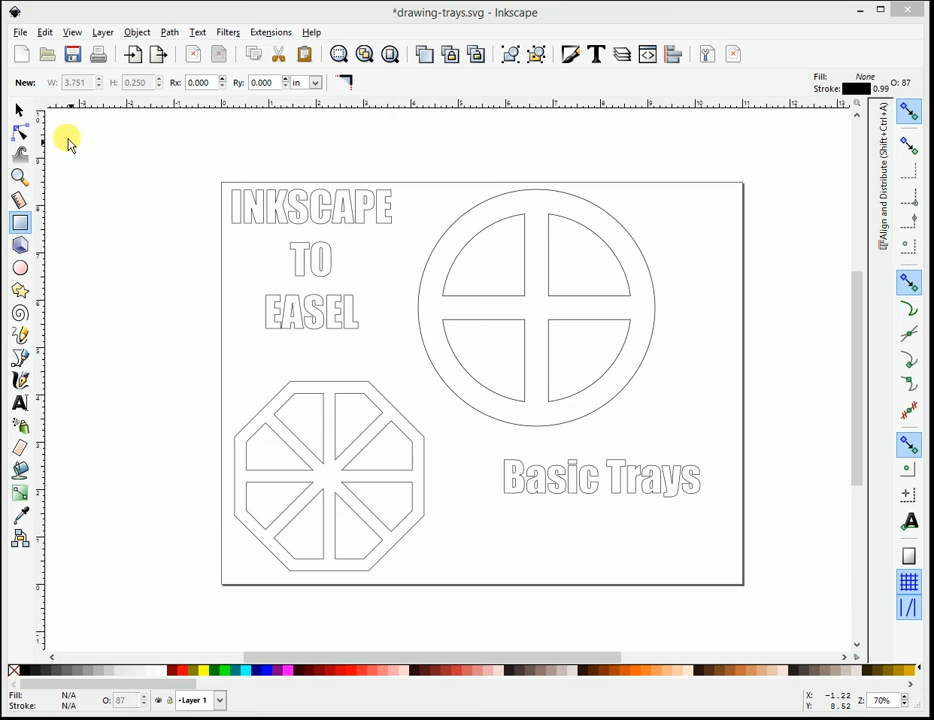 *drawing-trays.svg - Inkscape
File Edit View Layer Object Path Text Filters Extensions Help
New: W: 3.751 H: 0.250 Rx: 0.000 Ry: 0.000 in
Fill: None
Stroke: 0.99 O: 87
Align and Distribute (Shift+Ctrl+A)
INKSCAPE
TO
EASEL
Basic Trays
Fill: N/A
Stroke: N/A
O: 87
Layer 1
X: -1.22
Y: 8.52
Z: 70%